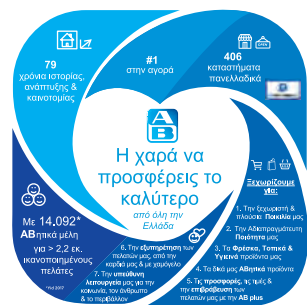 79
χρόνια ιστορίας,
ανάπτυξης &
καινοτομίας
#1
στην αγορά
406
καταστήματα
πανελλαδικά
ΑΒ
Η χαρά να
προσφέρεις το
καλύτερο
από όλη την
Ελλάδα
Με 14,092*
ΑΒητικά μέλη
για > 2,2 εκ.
ικανοποιημένους
πελάτες
Ξεχωρίζουμε
για:
1. Την ξεχωριστή &
πλούσια Ποικιλία μας
2. Την Αδιαπραγμάτευτη
Ποιότητα μας
3. Τα Φρέσκα, Τοπικά &
Υγιεινά προϊόντα μας
4. Τα δικά μας ΑΒητικά προϊόντα
5. Τις προσφορές, τις τιμές &
την επιβράβευση των
πελατών μας με την AB plus
6. Την εξυπηρέτηση των
πελατών μας, από την
καρδιά μας & με χαμόγελο
7. Την υπεύθυνη
λειτουργία μας για την
κοινωνία, τον άνθρωπο
& το περιβάλλον